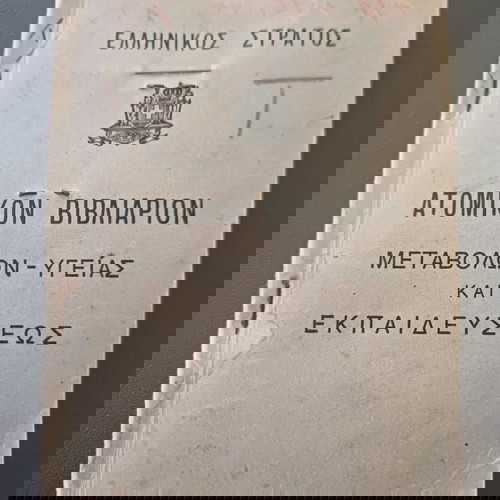 ΕΛΛΗΝΙΚΟΣ ΣΤΡΑΤΟΣ
ΑΤΟΜΙΚΟΝ ΒΙΒΛΙΑΡΙΟΝ
ΜΕΤΑΒΟΛΩΝ-ΥΓΕΙΑΣ
ΚΑΙ
ΕΚΠΑΙΔΕΥΣΕΩΣ